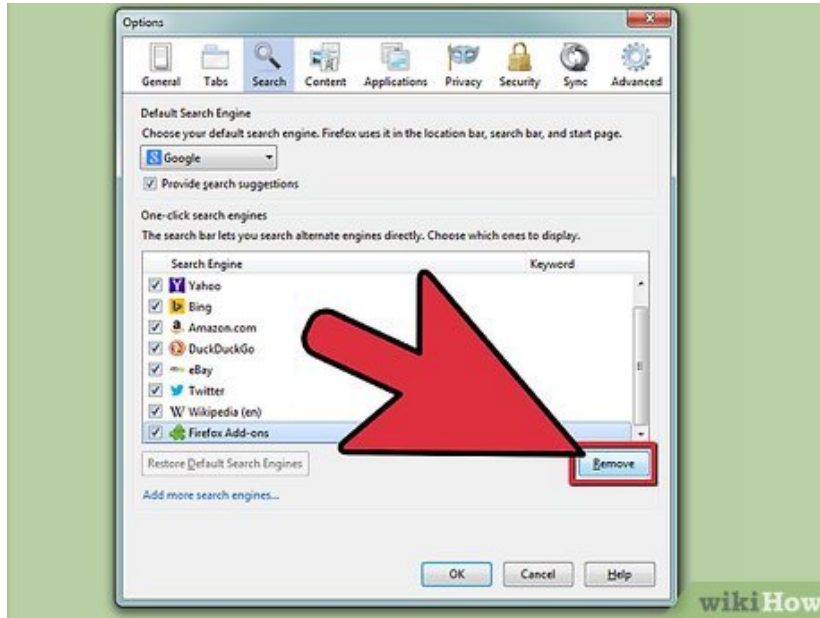 Options
General Tabs Search Content Applications Privacy Security Sync Advanced
Default Search Engine
Choose your default search engine. Firefox uses it in the location bar, search bar, and start page.
Google
Provide search suggestions
One-click search engines
The search bar lets you search alternate engines directly. Choose which ones to display.
Search Engine Keyword
Yahoo
Bing
Amazon.com
DuckDuckGo
eBay
Twitter
Wikipedia (en)
Firefox Add-ons
Restore Default Search Engines Remove
Add more search engines...
OK Cancel Help
wikiHow